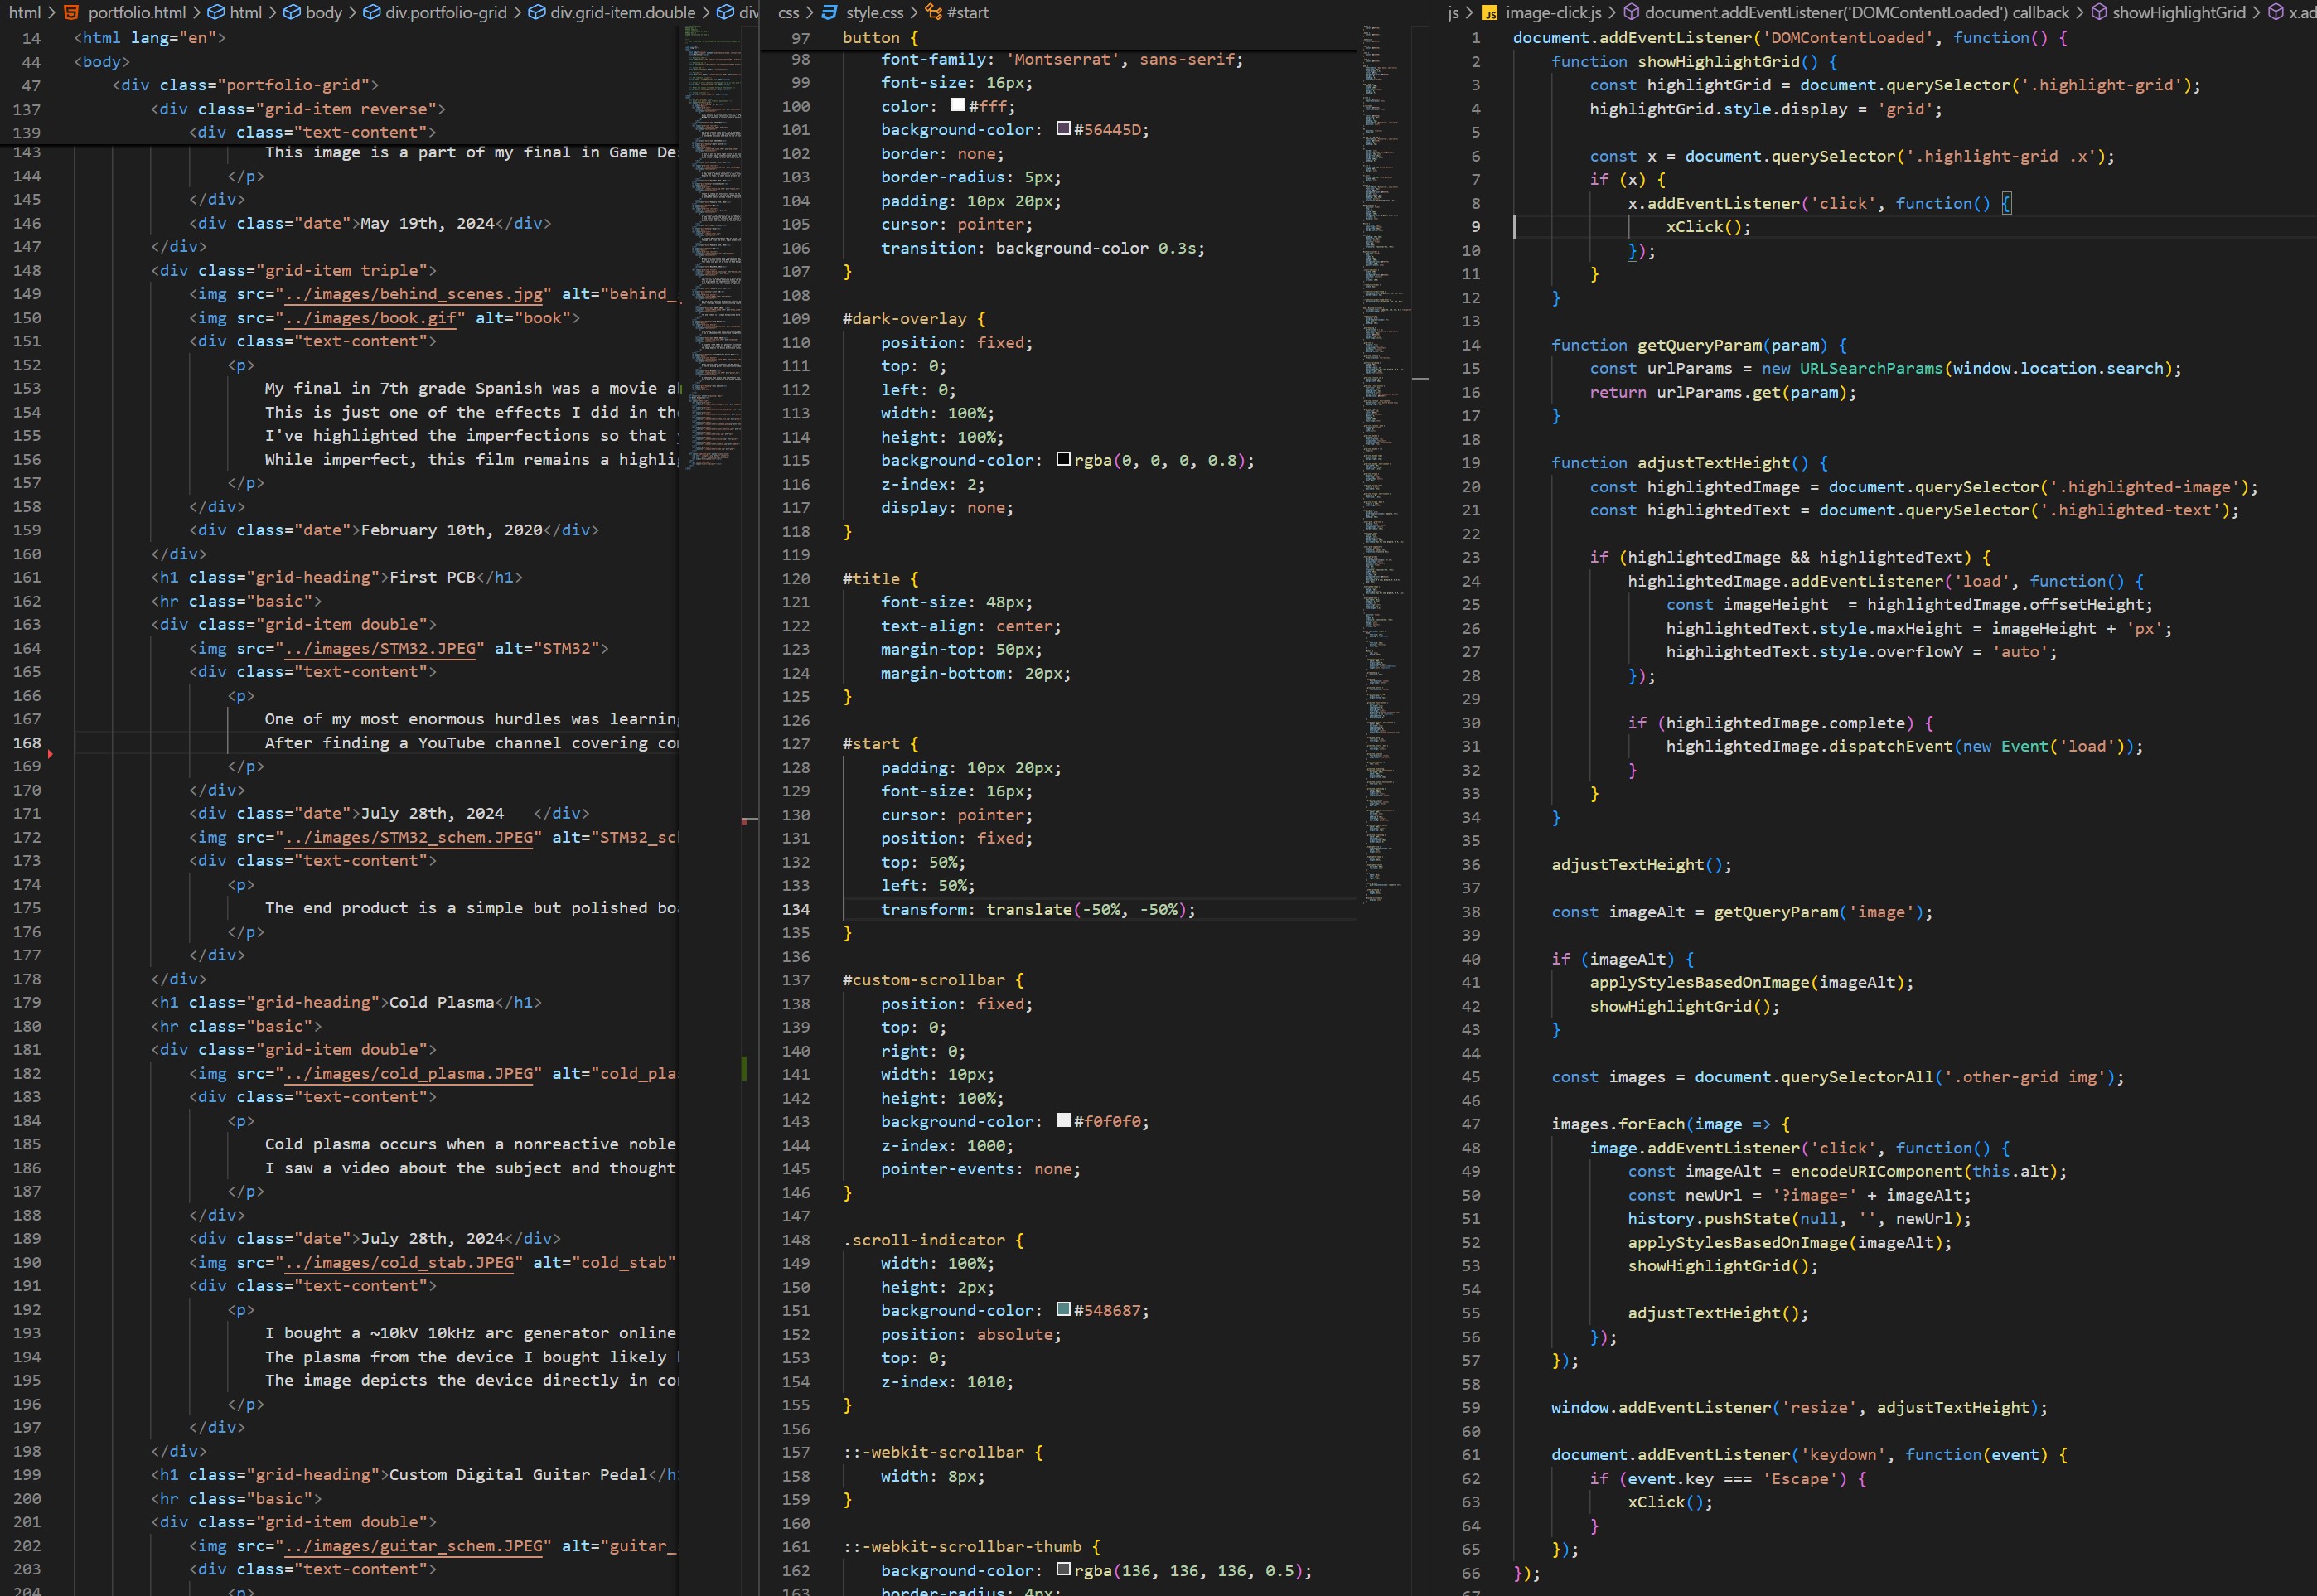 html > portfolio.html > html > body > div.portfolio-grid > div.grid-item.double > div
14 <html lang="en">
44 <body>
47 <div class="portfolio-grid">
137 <div class="grid-item reverse">
139 <div class="text-content">
143 This image is a part of my final in Game De
144 </p>
145 </div>
146 <div class="date">May 19th, 2024</div>
147 </div>
148 <div class="grid-item triple">
149 <img src="../images/behind_scenes.jpg" alt="behind_
150 <img src="../images/book.gif" alt="book">
151 <div class="text-content">
152 <p>
153 My final in 7th grade Spanish was a movie a
154 This is just one of the effects I did in th
155 I've highlighted the imperfections so that
156 While imperfect, this film remains a highli
157 </p>
158 </div>
159 <div class="date">February 10th, 2020</div>
160 </div>
161 <h1 class="grid-heading">First PCB</h1>
162 <hr class="basic">
163 <div class="grid-item double">
164 <img src="../images/STM32.JPEG" alt="STM32">
165 <div class="text-content">
166 <p>
167 One of my most enormous hurdles was learnin
168 After finding a YouTube channel covering co
169 </p>
170 </div>
171 <div class="date">July 28th, 2024   </div>
172 <img src="../images/STM32_schem.JPEG" alt="STM32_sc
173 <div class="text-content">
174 <p>
175 The end product is a simple but polished bo
176 </p>
177 </div>
178 </div>
179 <h1 class="grid-heading">Cold Plasma</h1>
180 <hr class="basic">
181 <div class="grid-item double">
182 <img src="../images/cold_plasma.JPEG" alt="cold_pla
183 <div class="text-content">
184 <p>
185 Cold plasma occurs when a nonreactive noble
186 I saw a video about the subject and thought
187 </p>
188 </div>
189 <div class="date">July 28th, 2024</div>
190 <img src="../images/cold_stab.JPEG" alt="cold_stab"
191 <div class="text-content">
192 <p>
193 I bought a ~10kV 10kHz arc generator online
194 The plasma from the device I bought likely
195 The image depicts the device directly in co
196 </p>
197 </div>
198 </div>
199 <h1 class="grid-heading">Custom Digital Guitar Pedal</h
200 <hr class="basic">
201 <div class="grid-item double">
202 <img src="../images/guitar_schem.JPEG" alt="guitar_
203 <div class="text-content">
204 <p>
css > style.css > #start
97 button {
98 font-family: 'Montserrat', sans-serif;
99 font-size: 16px;
100 color: #fff;
101 background-color: #56445D;
102 border: none;
103 border-radius: 5px;
104 padding: 10px 20px;
105 cursor: pointer;
106 transition: background-color 0.3s;
107 }
108
109 #dark-overlay {
110 position: fixed;
111 top: 0;
112 left: 0;
113 width: 100%;
114 height: 100%;
115 background-color: rgba(0, 0, 0, 0.8);
116 z-index: 2;
117 display: none;
118 }
119
120 #title {
121 font-size: 48px;
122 text-align: center;
123 margin-top: 50px;
124 margin-bottom: 20px;
125 }
126
127 #start {
128 padding: 10px 20px;
129 font-size: 16px;
130 cursor: pointer;
131 position: fixed;
132 top: 50%;
133 left: 50%;
134 transform: translate(-50%, -50%);
135 }
136
137 #custom-scrollbar {
138 position: fixed;
139 top: 0;
140 right: 0;
141 width: 10px;
142 height: 100%;
143 background-color: #f0f0f0;
144 z-index: 1000;
145 pointer-events: none;
146 }
147
148 .scroll-indicator {
149 width: 100%;
150 height: 2px;
151 background-color: #548687;
152 position: absolute;
153 top: 0;
154 z-index: 1010;
155 }
156
157 ::-webkit-scrollbar {
158 width: 8px;
159 }
160
161 ::-webkit-scrollbar-thumb {
162 background-color: rgba(136, 136, 136, 0.5);
163 border-radius: 4px;
js > JS image-click.js > document.addEventListener('DOMContentLoaded') callback > showHighlightGrid > x.ad
1 document.addEventListener('DOMContentLoaded', function() {
2 function showHighlightGrid() {
3 const highlightGrid = document.querySelector('.highlight-grid');
4 highlightGrid.style.display = 'grid';
5
6 const x = document.querySelector('.highlight-grid .x');
7 if (x) {
8 x.addEventListener('click', function() {
9 xClick();
10 });
11 }
12 }
13
14 function getQueryParam(param) {
15 const urlParams = new URLSearchParams(window.location.search);
16 return urlParams.get(param);
17 }
18
19 function adjustTextHeight() {
20 const highlightedImage = document.querySelector('.highlighted-image');
21 const highlightedText = document.querySelector('.highlighted-text');
22
23 if (highlightedImage && highlightedText) {
24 highlightedImage.addEventListener('load', function() {
25 const imageHeight  = highlightedImage.offsetHeight;
26 highlightedText.style.maxHeight = imageHeight + 'px';
27 highlightedText.style.overflowY = 'auto';
28 });
29
30 if (highlightedImage.complete) {
31 highlightedImage.dispatchEvent(new Event('load'));
32 }
33 }
34 }
35
36 adjustTextHeight();
37
38 const imageAlt = getQueryParam('image');
39
40 if (imageAlt) {
41 applyStylesBasedOnImage(imageAlt);
42 showHighlightGrid();
43 }
44
45 const images = document.querySelectorAll('.other-grid img');
46
47 images.forEach(image => {
48 image.addEventListener('click', function() {
49 const imageAlt = encodeURIComponent(this.alt);
50 const newUrl = '?image=' + imageAlt;
51 history.pushState(null, '', newUrl);
52 applyStylesBasedOnImage(imageAlt);
53 showHighlightGrid();
54
55 adjustTextHeight();
56 });
57 });
58
59 window.addEventListener('resize', adjustTextHeight);
60
61 document.addEventListener('keydown', function(event) {
62 if (event.key === 'Escape') {
63 xClick();
64 }
65 });
66 });
67